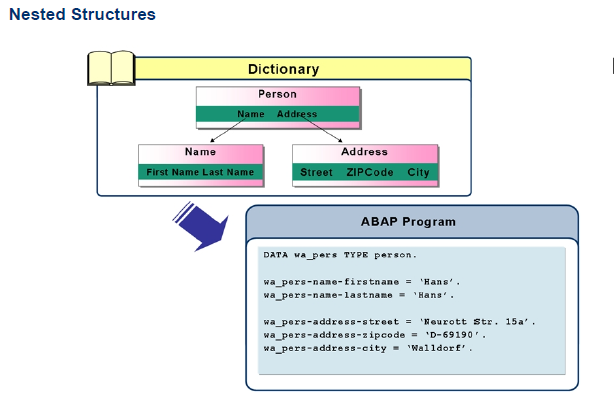 Nested Structures
Dictionary
Person
Name Address
Name
First Name Last Name
Address
Street ZIPCode City
ABAP Program
DATA wa_pers TYPE person.
wa_pers-name-firstname = 'Hans'.
wa_pers-name-lastname = 'Hans'.
wa_pers-address-street = 'Neurott Str. 15a'.
wa_pers-address-zipcode = 'D-69190'.
wa_pers-address-city = 'Walldorf'.